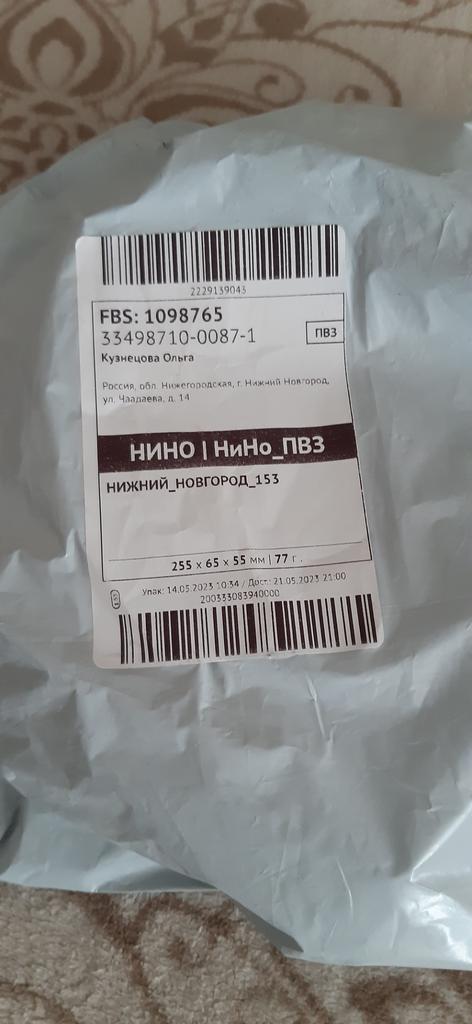 2229139043
FBS: 1098765
33498710-0087-1
ПВЗ
Кузнецова Ольга
Россия, обл. Нижегородская, г. Нижний Новгород,
ул. Чаадаева, д. 14
НИНО | НиНо_ПВЗ
НИЖНИЙ_НОВГОРОД_153
255 x 65 x 55 мм | 77 г.
Упак: 14.05.2023 10:34 / Дост: 21.05.2023 21:00
200333083940000